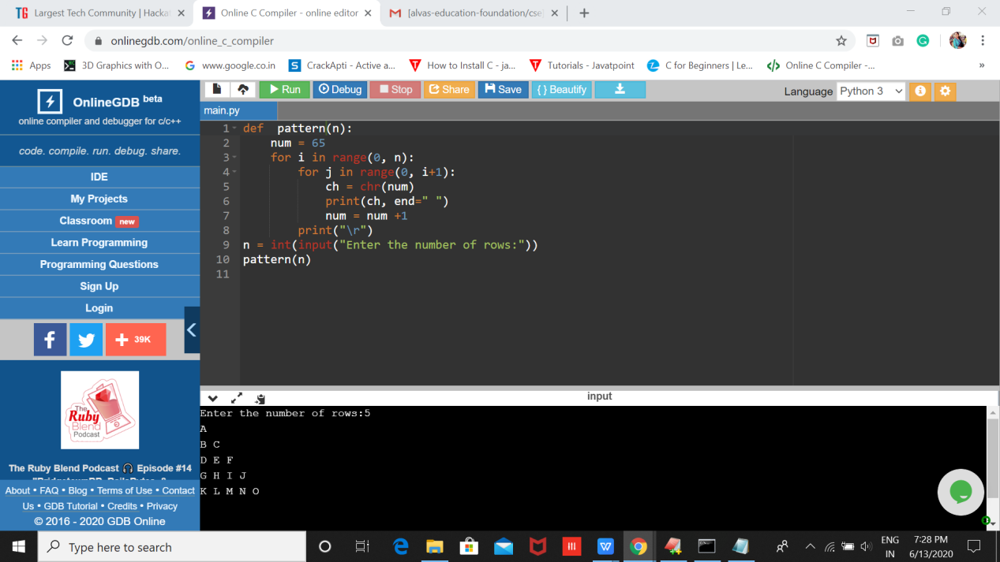 Largest Tech Community | Hacka
Online C Compiler - online editor
[alvas-education-foundation/cse
onlinegdb.com/online_c_compiler
Apps
3D Graphics with O...
www.google.co.in
CrackApti - Active a...
How to Install C - ja...
Tutorials - Javatpoint
C for Beginners | Le...
Online C Compiler -...
»
OnlineGDB beta
online compiler and debugger for c/c++
code. compile. run. debug. share.
IDE
My Projects
Classroom new
Learn Programming
Programming Questions
Sign Up
Login
39K
The Ruby Blend Podcast
The Ruby Blend Podcast 🎧 Episode #14
About • FAQ • Blog • Terms of Use • Contact
Us • GDB Tutorial • Credits • Privacy
© 2016 - 2020 GDB Online
Run Debug Stop Share Save { } Beautify
Language Python 3
main.py
1 def  pattern(n):
2     num = 65
3     for i in range(0, n):
4         for j in range(0, i+1):
5             ch = chr(num)
6             print(ch, end=" ")
7             num = num +1
8         print("\r")
9 n = int(input("Enter the number of rows:"))
10 pattern(n)
11
input
Enter the number of rows:5
A
B C
D E F
G H I J
K L M N O
Type here to search
ENG
IN
7:28 PM
6/13/2020